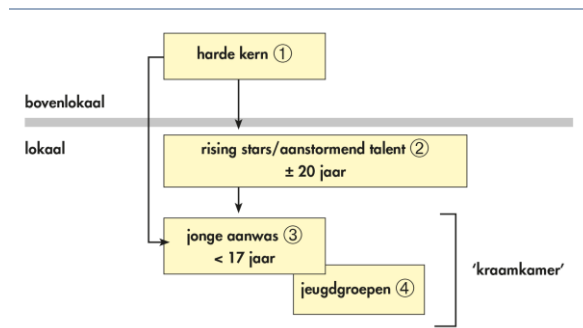 harde kern ①
bovenlokaal
lokaal
rising stars/aanstormend talent ②
± 20 jaar
jonge aanwas ③
< 17 jaar
jeugdgroepen ④
'kraamkamer'